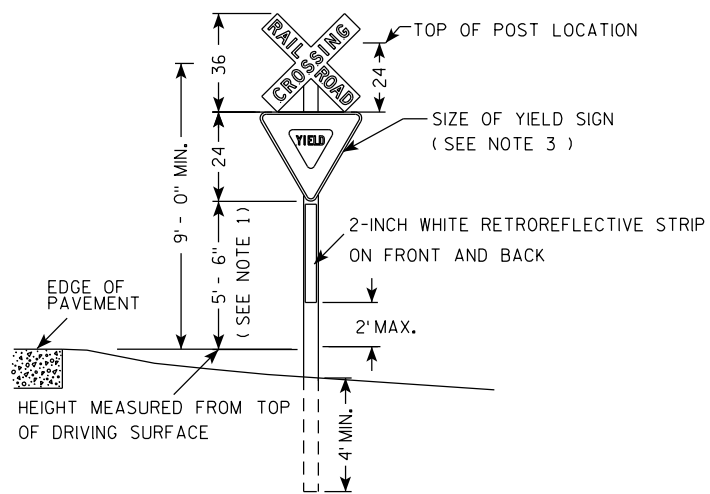 RAIL ROAD
CROSSING
36
24
TOP OF POST LOCATION
YIELD
SIZE OF YIELD SIGN
( SEE NOTE 3 )
24
9' - 0" MIN.
5' - 6"
( SEE NOTE 1)
2-INCH WHITE RETROREFLECTIVE STRIP
ON FRONT AND BACK
EDGE OF
PAVEMENT
2' MAX.
HEIGHT MEASURED FROM TOP
OF DRIVING SURFACE
4' MIN.